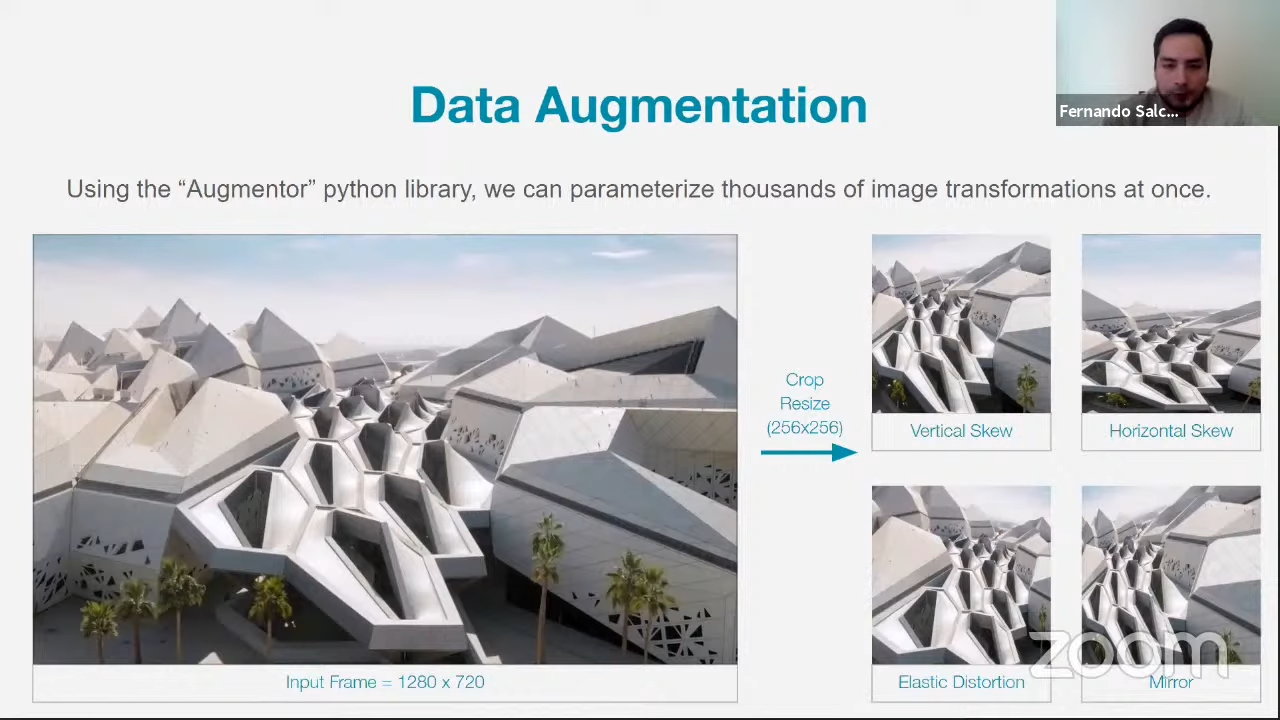 Data Augmentation
Fernando Salc...
Using the “Augmentor” python library, we can parameterize thousands of image transformations at once.
Crop
Resize
(256x256)
Vertical Skew
Horizontal Skew
Elastic Distortion
Mirror
zoom
Input Frame = 1280 x 720